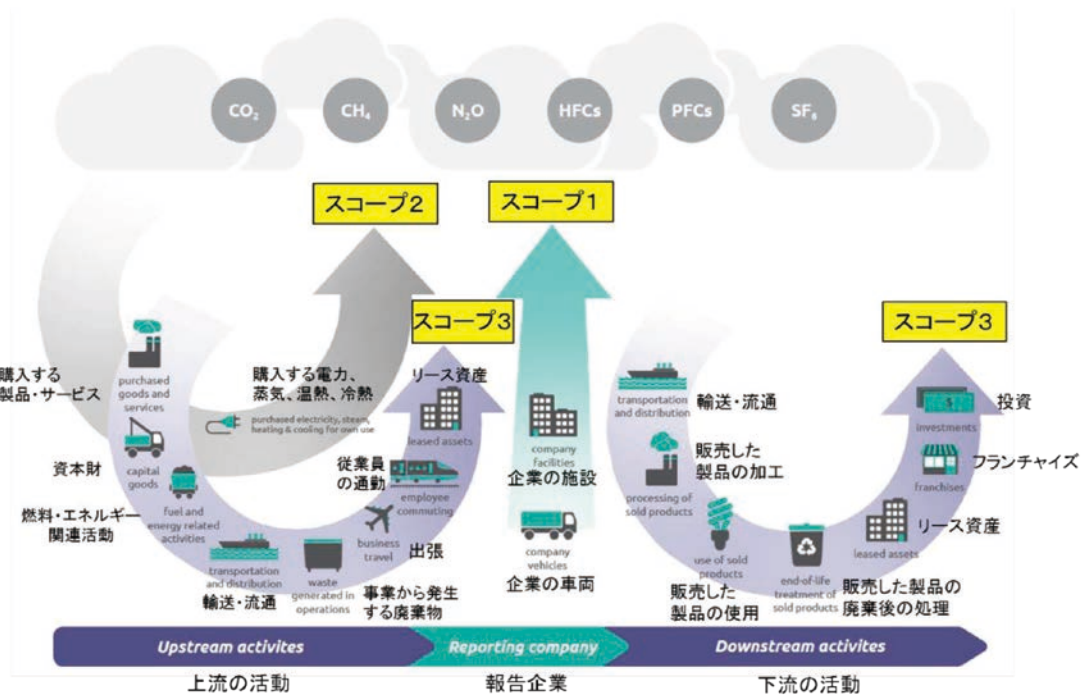 CO₂
CH₄
N₂O
HFCs
PFCs
SF₆
スコープ2
スコープ1
スコープ3
スコープ3
購入する
製品・サービス
purchased
goods and
services
購入する電力、
蒸気、温熱、冷熱
purchased electricity, steam,
heating & cooling for own use
リース資産
leased assets
資本財
capital
goods
従業員
の通勤
employee
commuting
燃料・エネルギー
関連活動
fuel and
energy related
activities
business
travel
出張
transportation
and distribution
輸送・流通
waste
generated in
operations
事業から発生
する廃棄物
company
facilities
企業の施設
company
vehicles
企業の車両
transportation
and distribution
輸送・流通
販売した
製品の加工
processing of
sold products
use of sold
products
販売した
製品の使用
end-of-life
treatment of
sold products
販売した製品の
廃棄後の処理
leased assets
リース資産
franchises
フランチャイズ
investments
投資
Upstream activites
Reporting company
Downstream activites
上流の活動
報告企業
下流の活動